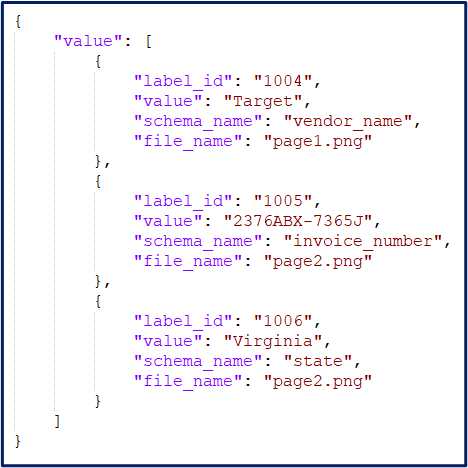 {
"value": [
{
"label_id": "1004",
"value": "Target",
"schema_name": "vendor_name",
"file_name": "page1.png"
},
{
"label_id": "1005",
"value": "2376ABX-7365J",
"schema_name": "invoice_number",
"file_name": "page2.png"
},
{
"label_id": "1006",
"value": "Virginia",
"schema_name": "state",
"file_name": "page2.png"
}
]
}